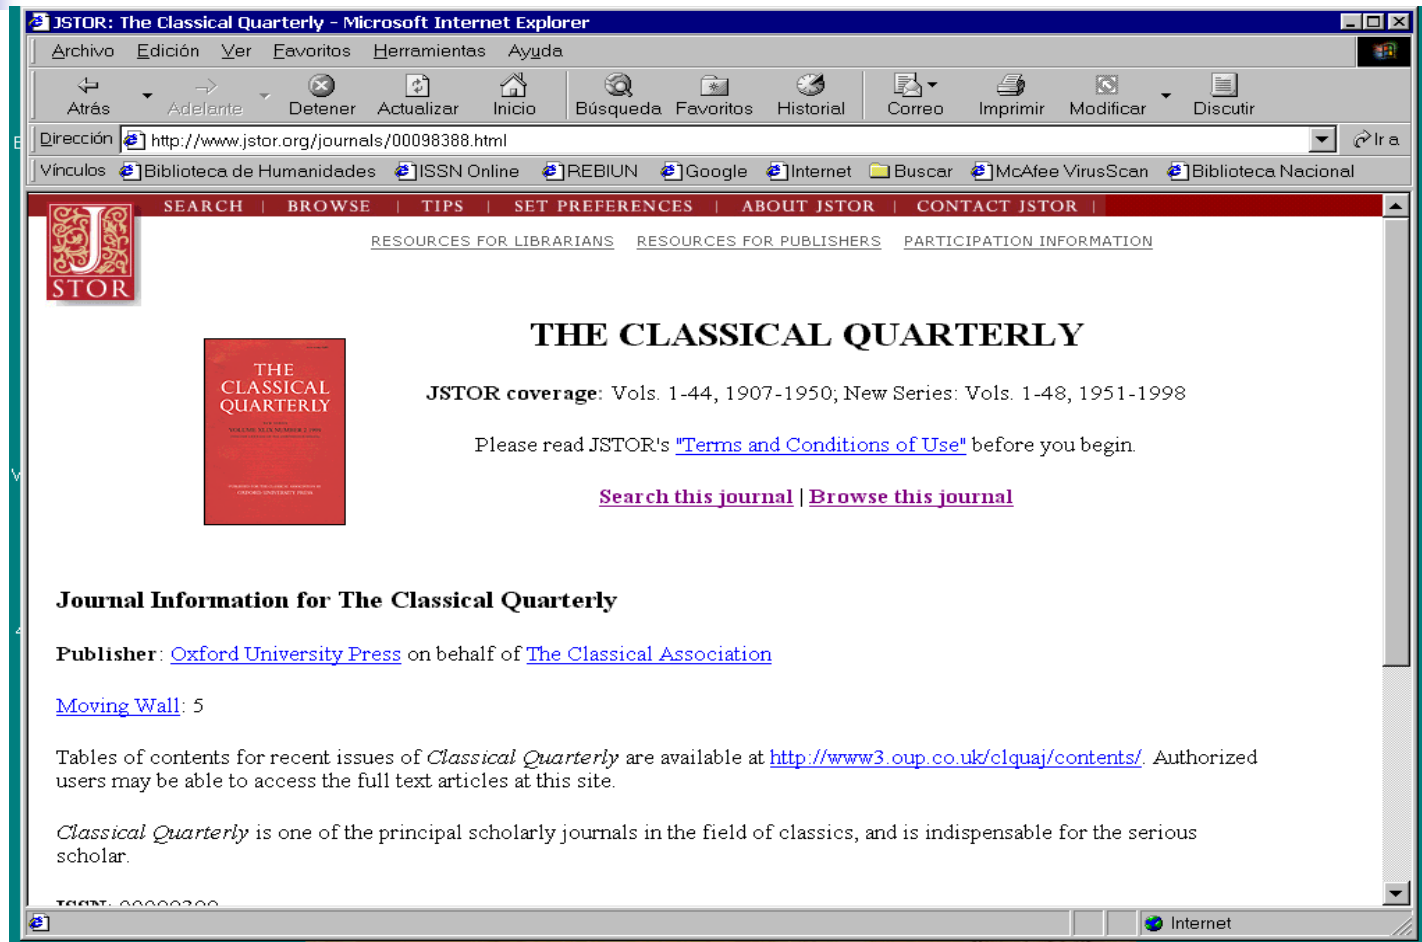 JSTOR: The Classical Quarterly - Microsoft Internet Explorer
Archivo Edición Ver Favoritos Herramientas Ayuda
Atrás Adelante Detener Actualizar Inicio Búsqueda Favoritos Historial Correo Imprimir Modificar Discutir
Dirección http://www.jstor.org/journals/00098388.html Ir a
Vínculos Biblioteca de Humanidades ISSN Online REBIUN Google Internet Buscar McAfee VirusScan Biblioteca Nacional
SEARCH | BROWSE | TIPS | SET PREFERENCES | ABOUT JSTOR | CONTACT JSTOR |
RESOURCES FOR LIBRARIANS RESOURCES FOR PUBLISHERS PARTICIPATION INFORMATION
J
STOR
THE CLASSICAL QUARTERLY
THE
CLASSICAL
QUARTERLY
VOLUME XLIX NUMBER 2 1999
OXFORD UNIVERSITY PRESS
JSTOR coverage: Vols. 1-44, 1907-1950; New Series: Vols. 1-48, 1951-1998
Please read JSTOR's "Terms and Conditions of Use" before you begin.
Search this journal | Browse this journal
Journal Information for The Classical Quarterly
Publisher: Oxford University Press on behalf of The Classical Association
Moving Wall: 5
Tables of contents for recent issues of Classical Quarterly are available at http://www3.oup.co.uk/clquaj/contents/. Authorized
users may be able to access the full text articles at this site.
Classical Quarterly is one of the principal scholarly journals in the field of classics, and is indispensable for the serious
scholar.
Internet